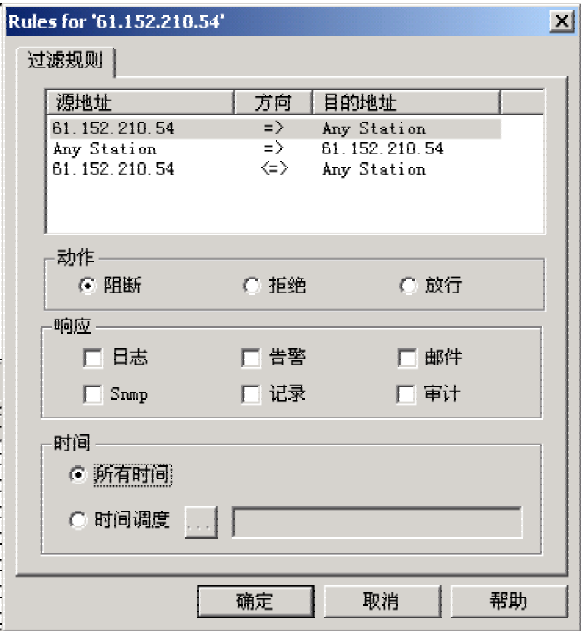 Rules for '61.152.210.54'
过滤规则
源地址 方向 目的地址
61.152.210.54 => Any Station
Any Station => 61.152.210.54
61.152.210.54 <=> Any Station
动作
阻断 拒绝 放行
响应
日志 告警 邮件
Snmp 记录 审计
时间
所有时间
时间调度 ...
确定 取消 帮助